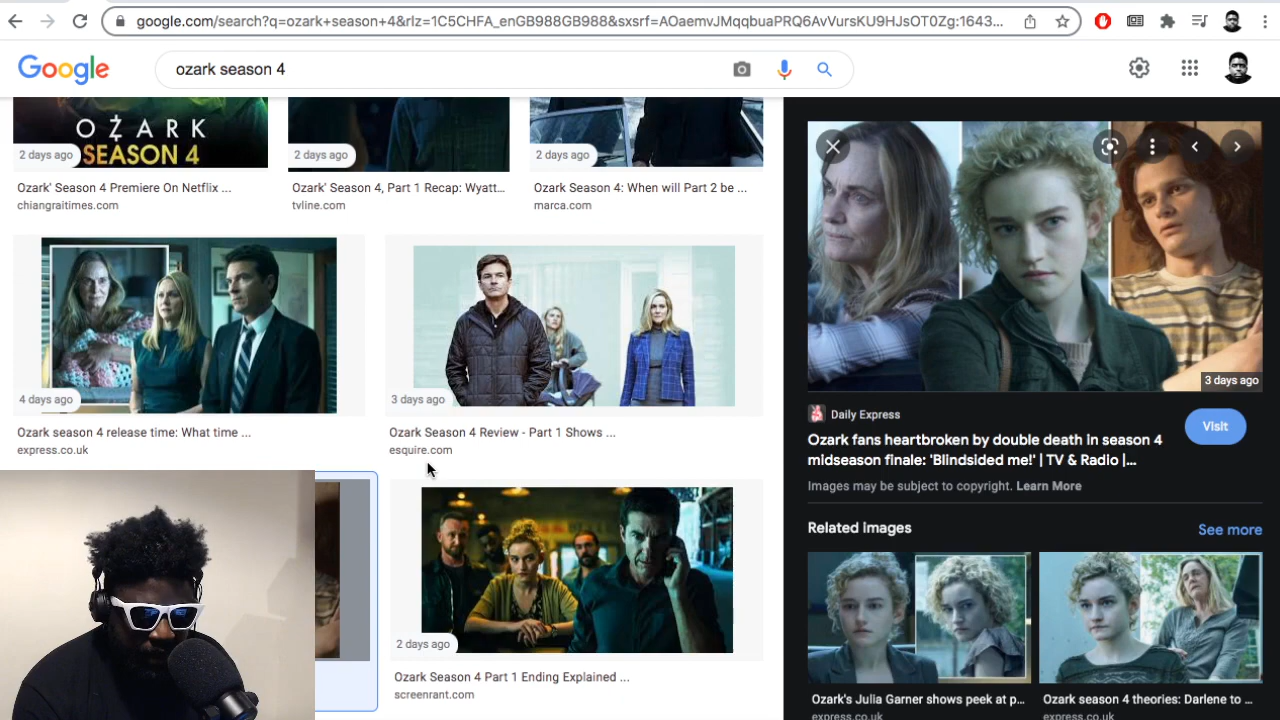 google.com/search?q=ozark+season+4&rlz=1C5CHFA_enGB988GB988&sxsrf=AOaemvJMqqbuaPRQ6AvVursKU9HJsOT0Zg:1643...
Google
ozark season 4
OZARK
SEASON 4
2 days ago
2 days ago
2 days ago
Ozark' Season 4 Premiere On Netflix ...
chiangraitimes.com
Ozark' Season 4, Part 1 Recap: Wyatt...
tvline.com
Ozark Season 4: When will Part 2 be ...
marca.com
4 days ago
3 days ago
Ozark season 4 release time: What time ...
express.co.uk
Ozark Season 4 Review - Part 1 Shows ...
esquire.com
2 days ago
Ozark Season 4 Part 1 Ending Explained ...
screenrant.com
3 days ago
Daily Express
Visit
Ozark fans heartbroken by double death in season 4
midseason finale: 'Blindsided me!' | TV & Radio |...
Images may be subject to copyright. Learn More
Related Images
See more
Ozark's Julia Garner shows peek at p...
express.co.uk
Ozark season 4 theories: Darlene to ...
express.co.uk